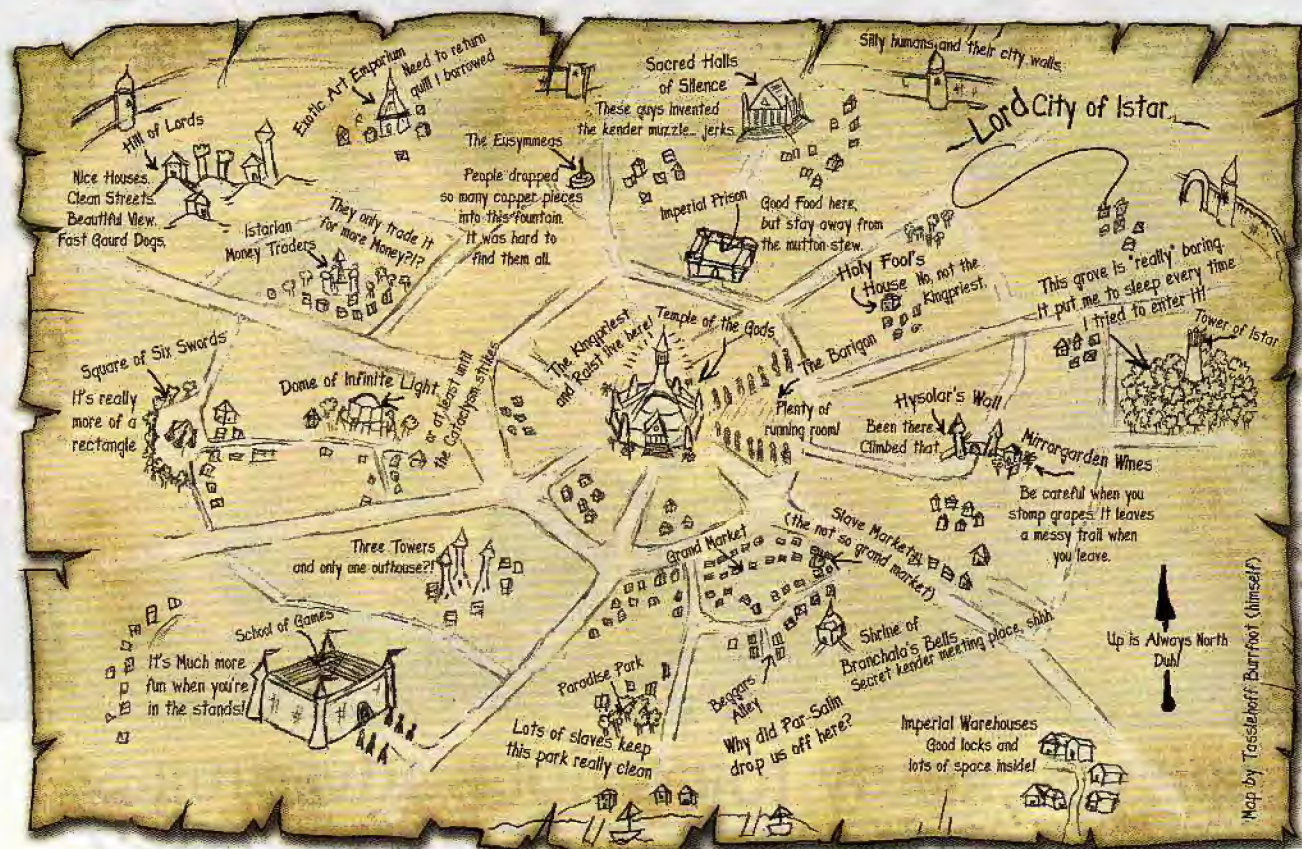 Silly humans and their city walls.
Lord City of Istar
Exotic Art Emporium
Need to return
quill I borrowed
Sacred Halls
of Silence
These guys invented
the kender muzzle... jerks.
Hill of Lords
Nice Houses.
Clean Streets.
Beautiful View.
Fast Gaurd Dogs.
The Eusymmeas
People dropped
so many copper pieces
into this fountain.
It was hard to
find them all.
Imperial Prison
Good Food here,
but stay away from
the mutton stew.
Istarian
Money Traders
They only trade it
for more Money?!?
Holy Fool's
House
No, not the
Kingpriest.
This grove is "really" boring.
It put me to sleep every time
I tried to enter it!
Tower of Istar
Square of Six Swords
It's really
more of a
rectangle
Dome of Infinite Light
or at least until
the Cataclysm strikes
The Kingpriest
and Raist live here!
Temple of the Gods
The Barigon
Plenty of
running room!
Hysolar's Wall
Been there
Climbed that
Mirrorgarden Wines
Be careful when you
stomp grapes. It leaves
a messy trail when
you leave.
Three Towers
and only one outhouse?!
Grand Market
Slave Market
(the not so grand market)
School of Games
It's Much more
fun when you're
in the stands!
Paradise Park
Lots of slaves keep
this park really clean
Beggars
Alley
Why did Par-Salin
drop us off here?
Shrine of
Branchala's Bells
Secret kender meeting place, shhh
Up is Always North
Duh!
Imperial Warehouses
Good locks and
lots of space inside!
Map by Tasslehoff Burrfoot (himself)